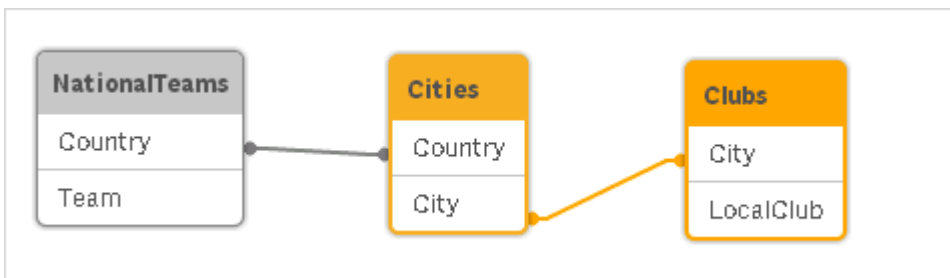 NationalTeams
Country
Team
Cities
Country
City
Clubs
City
LocalClub